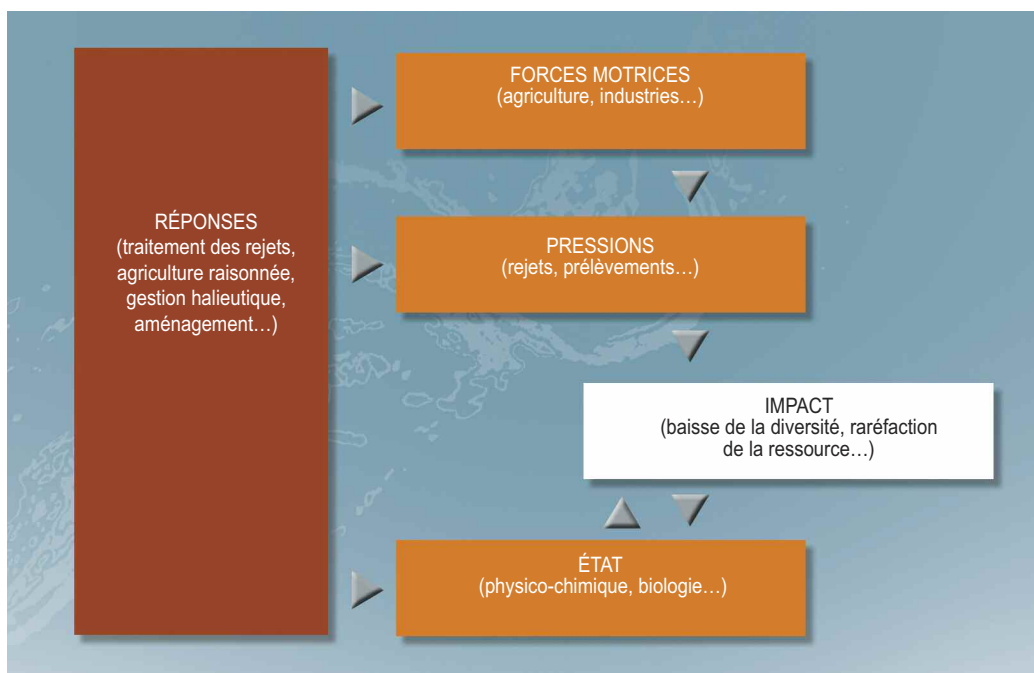 RÉPONSES
(traitement des rejets,
agriculture raisonnée,
gestion halieutique,
aménagement…)
FORCES MOTRICES
(agriculture, industries…)
PRESSIONS
(rejets, prélèvements…)
IMPACT
(baisse de la diversité, raréfaction
de la ressource…)
ÉTAT
(physico-chimique, biologie…)